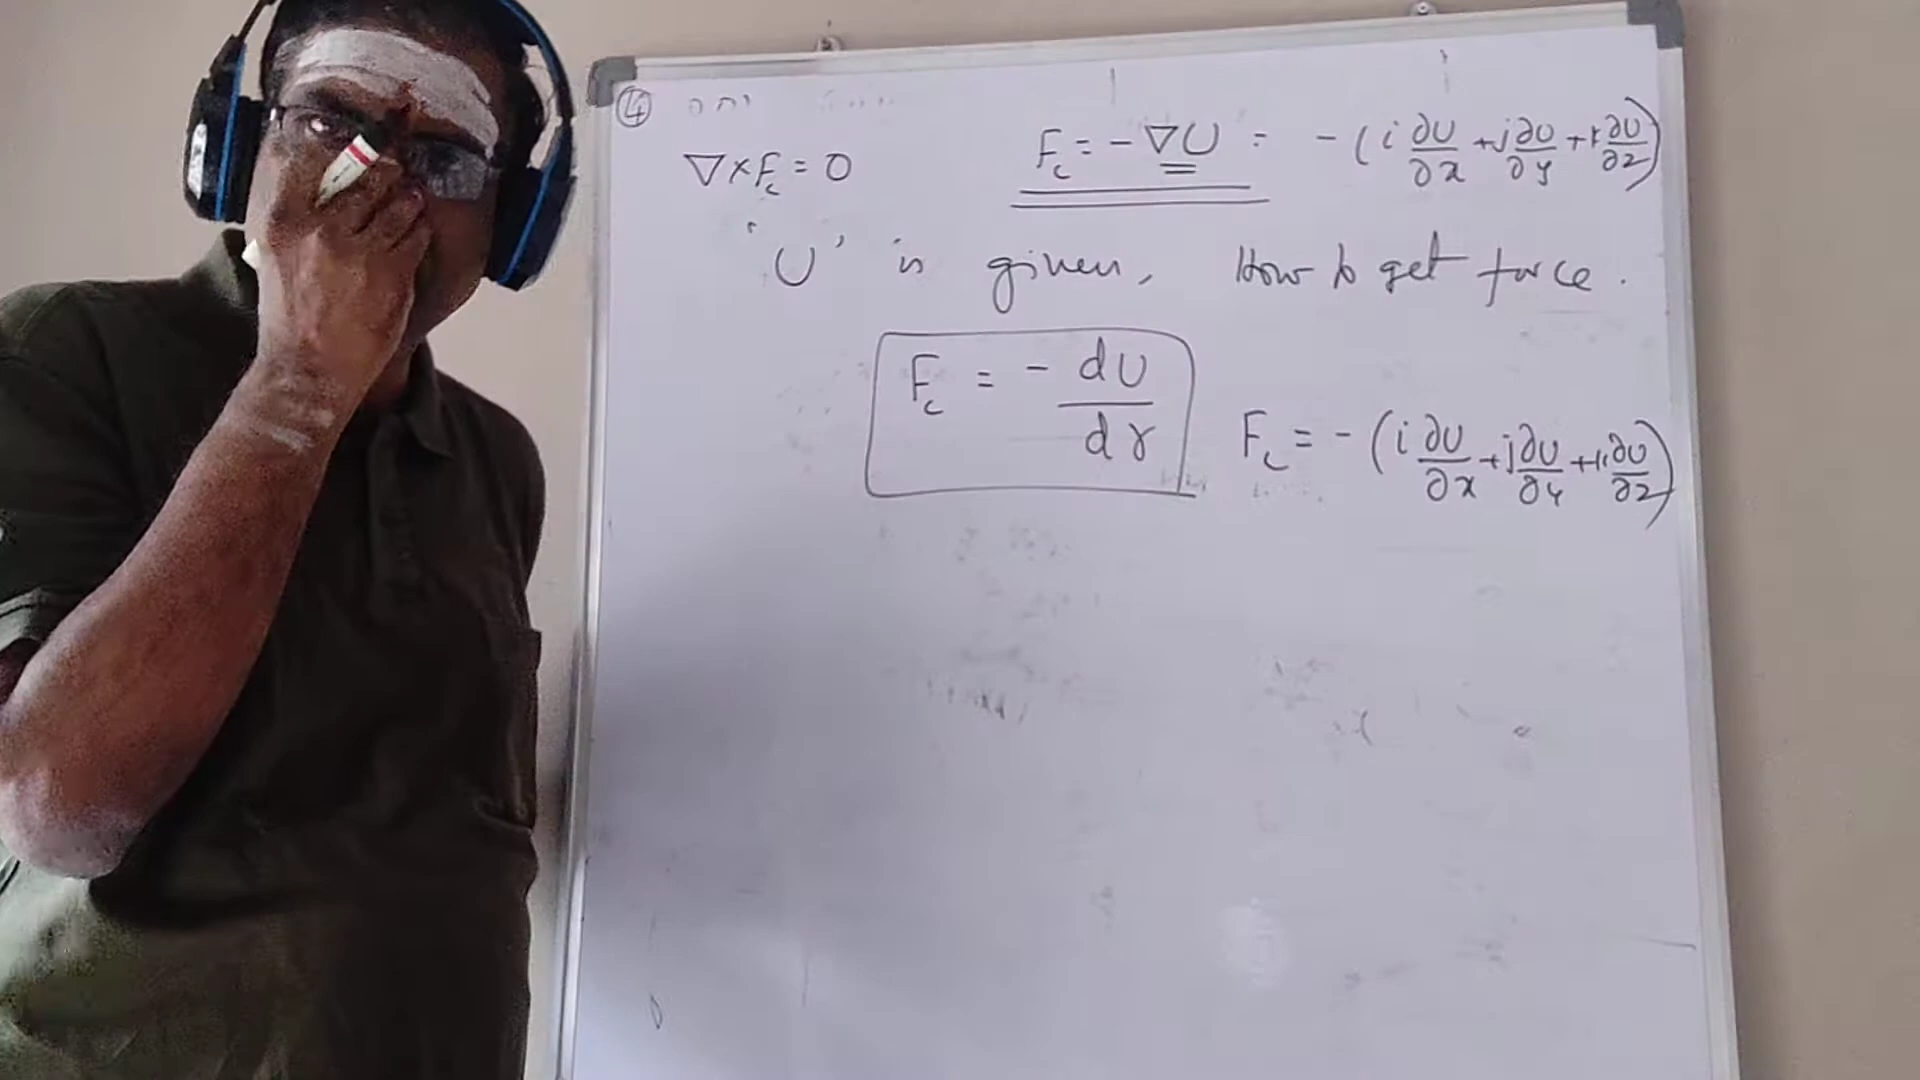 ④
∇×F_c = 0
F_c = -∇U = -(i ∂U/∂x + j ∂U/∂y + k ∂U/∂z)
'U' is given, How to get force.
F_c = - dU/dr
F_c = -(i ∂U/∂x + j ∂U/∂y + k ∂U/∂z)